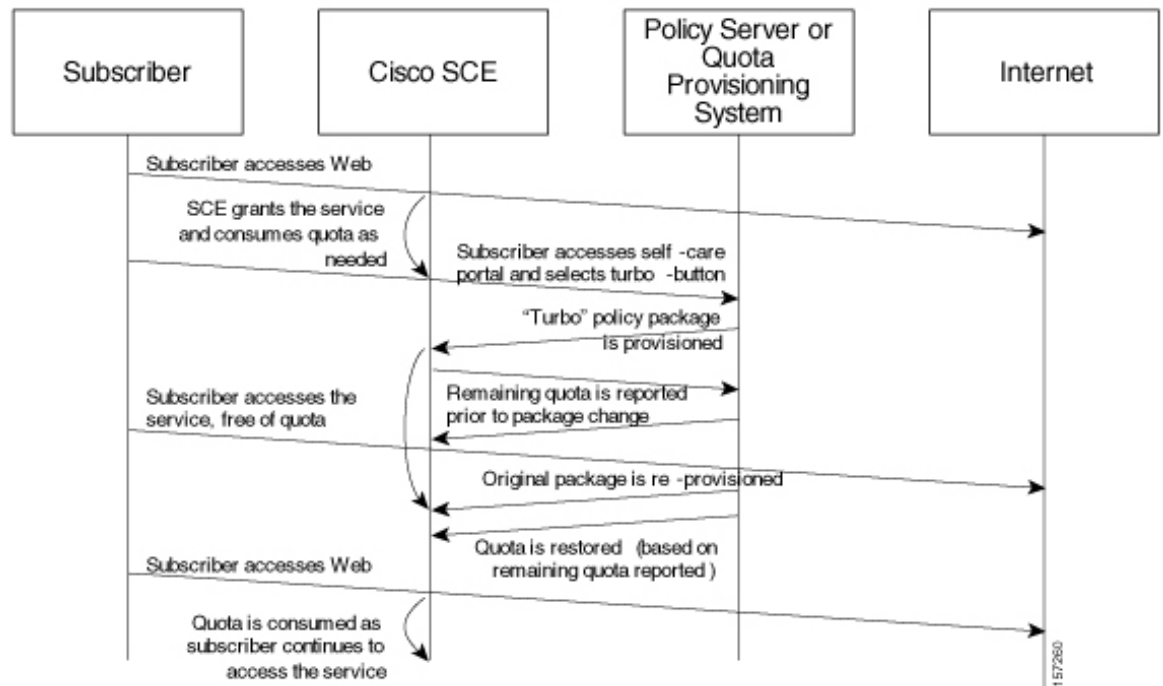 Subscriber
Cisco SCE
Policy Server or
Quota
Provisioning
System
Internet
Subscriber accesses Web
SCE grants the service
and consumes quota as
needed
Subscriber accesses self -care
portal and selects turbo -button
“Turbo” policy package
is provisioned
Remaining quota is reported
prior to package change
Subscriber accesses the
service, free of quota
Original package is re -provisioned
Quota is restored (based on
remaining quota reported )
Subscriber accesses Web
Quota is consumed as
subscriber continues to
access the service
157260